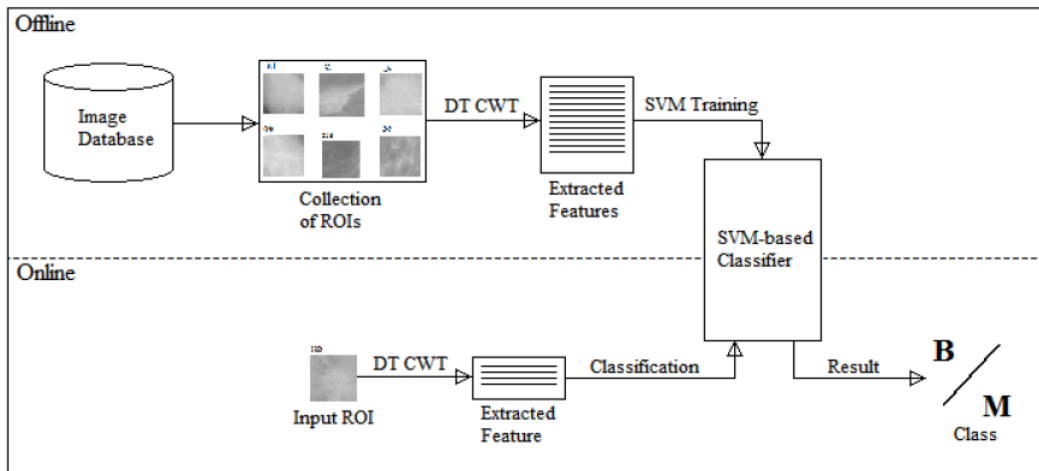 Offline
Image
Database
DT CWT
SVM Training
Collection
of ROIs
Extracted
Features
SVM-based
Classifier
Online
DT CWT
Classification
Result
B
M
Class
Input ROI
Extracted
Feature